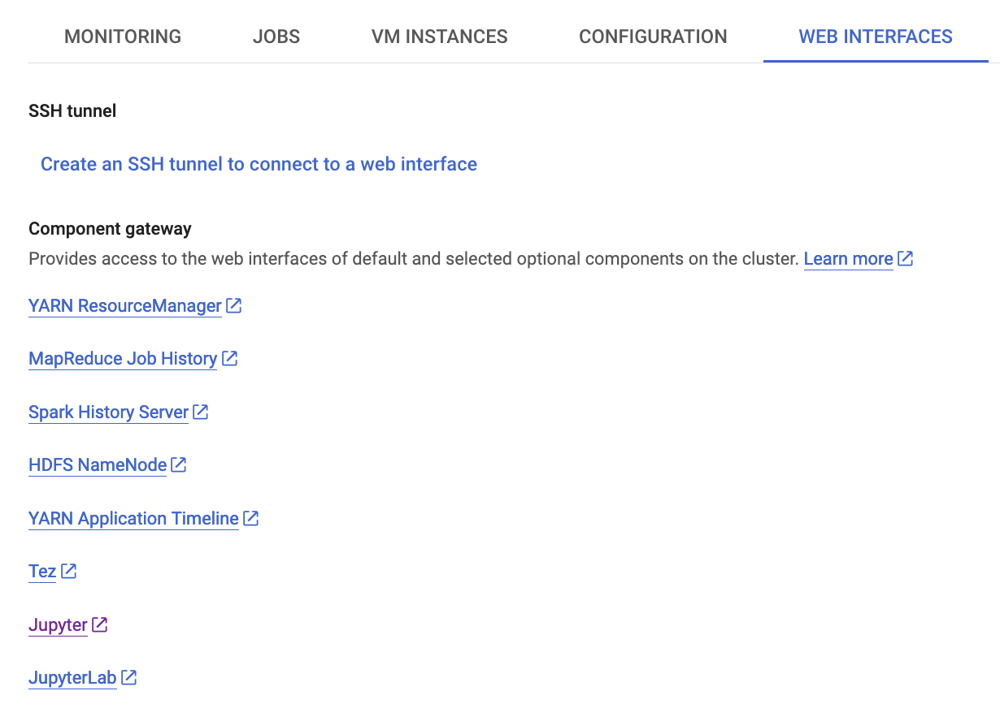 MONITORING JOBS VM INSTANCES CONFIGURATION WEB INTERFACES
SSH tunnel
Create an SSH tunnel to connect to a web interface
Component gateway
Provides access to the web interfaces of default and selected optional components on the cluster. Learn more
YARN ResourceManager
MapReduce Job History
Spark History Server
HDFS NameNode
YARN Application Timeline
Tez
Jupyter
JupyterLab